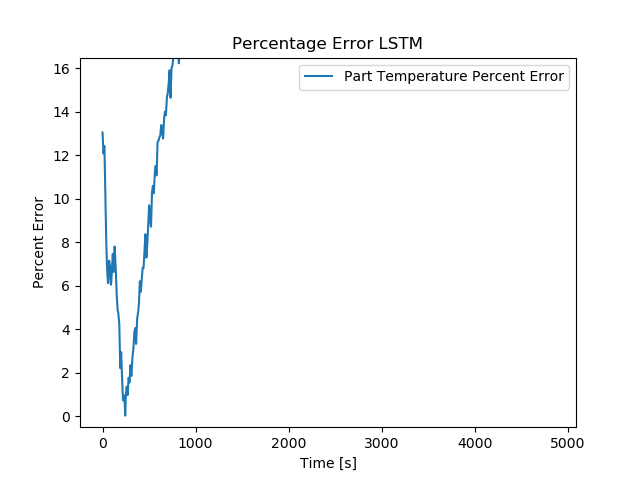 Percentage Error LSTM
Part Temperature Percent Error
Percent Error
16
14
12
10
8
6
4
2
0
0 1000 2000 3000 4000 5000
Time [s]